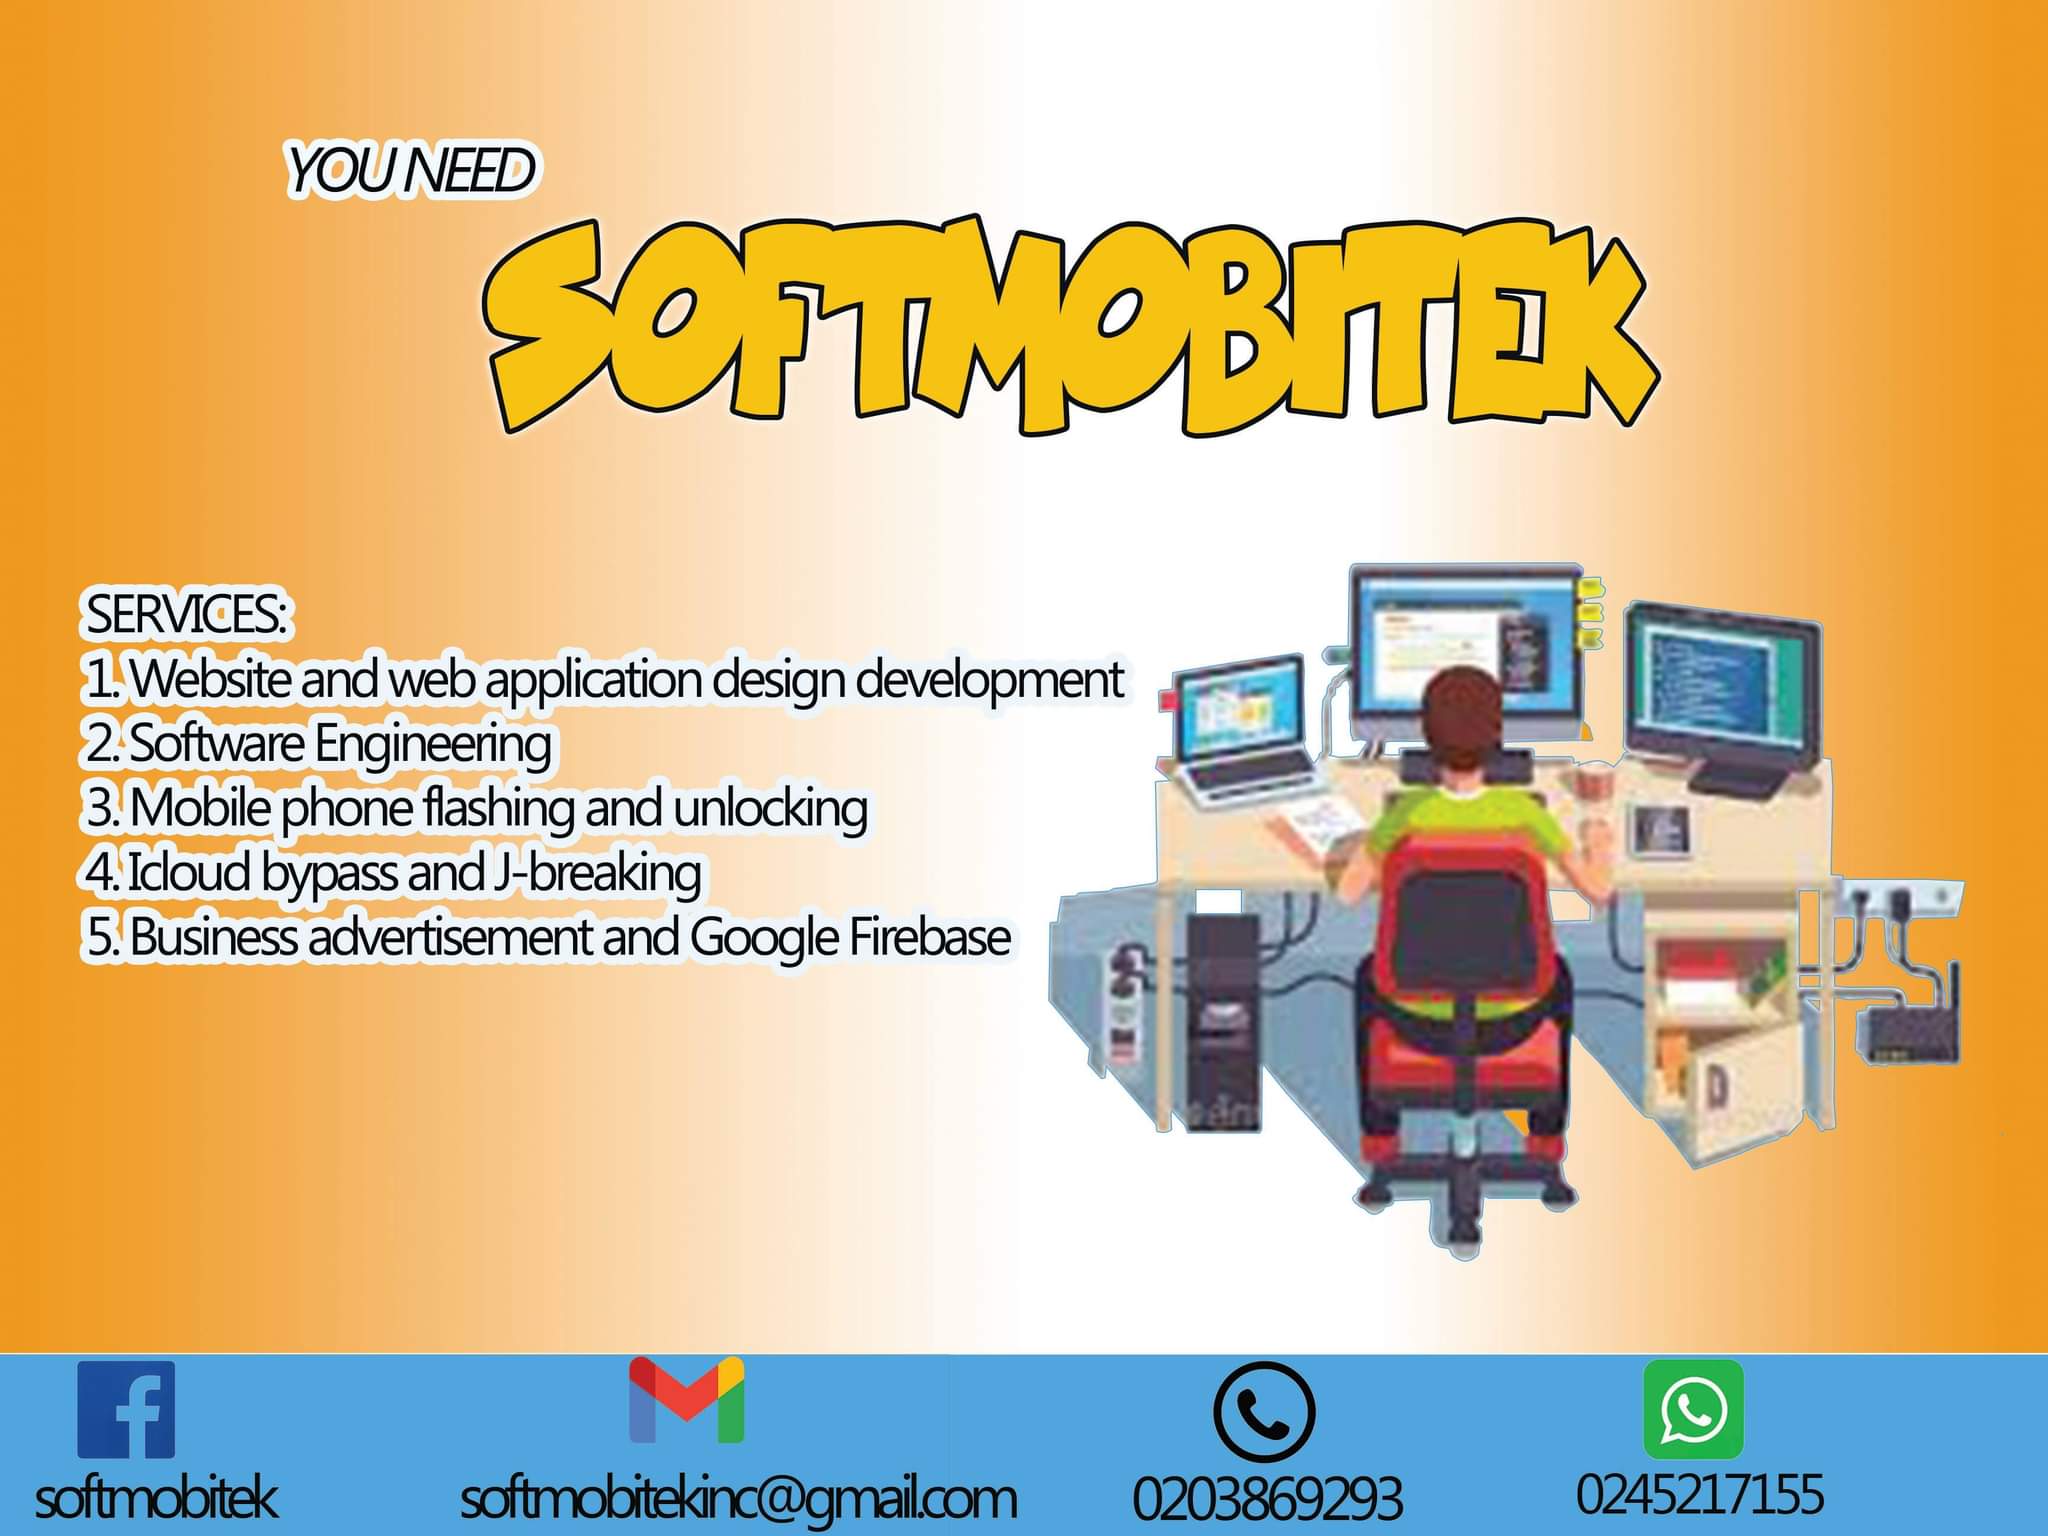 YOU NEED
SOFTMOBITEK
SERVICES:
1. Website and web application design development
2. Software Engineering
3. Mobile phone flashing and unlocking
4. Icloud bypass and J-breaking
5. Business advertisement and Google Firebase
softmobitek
softmobitekinc@gmail.com
0203869293
0245217155